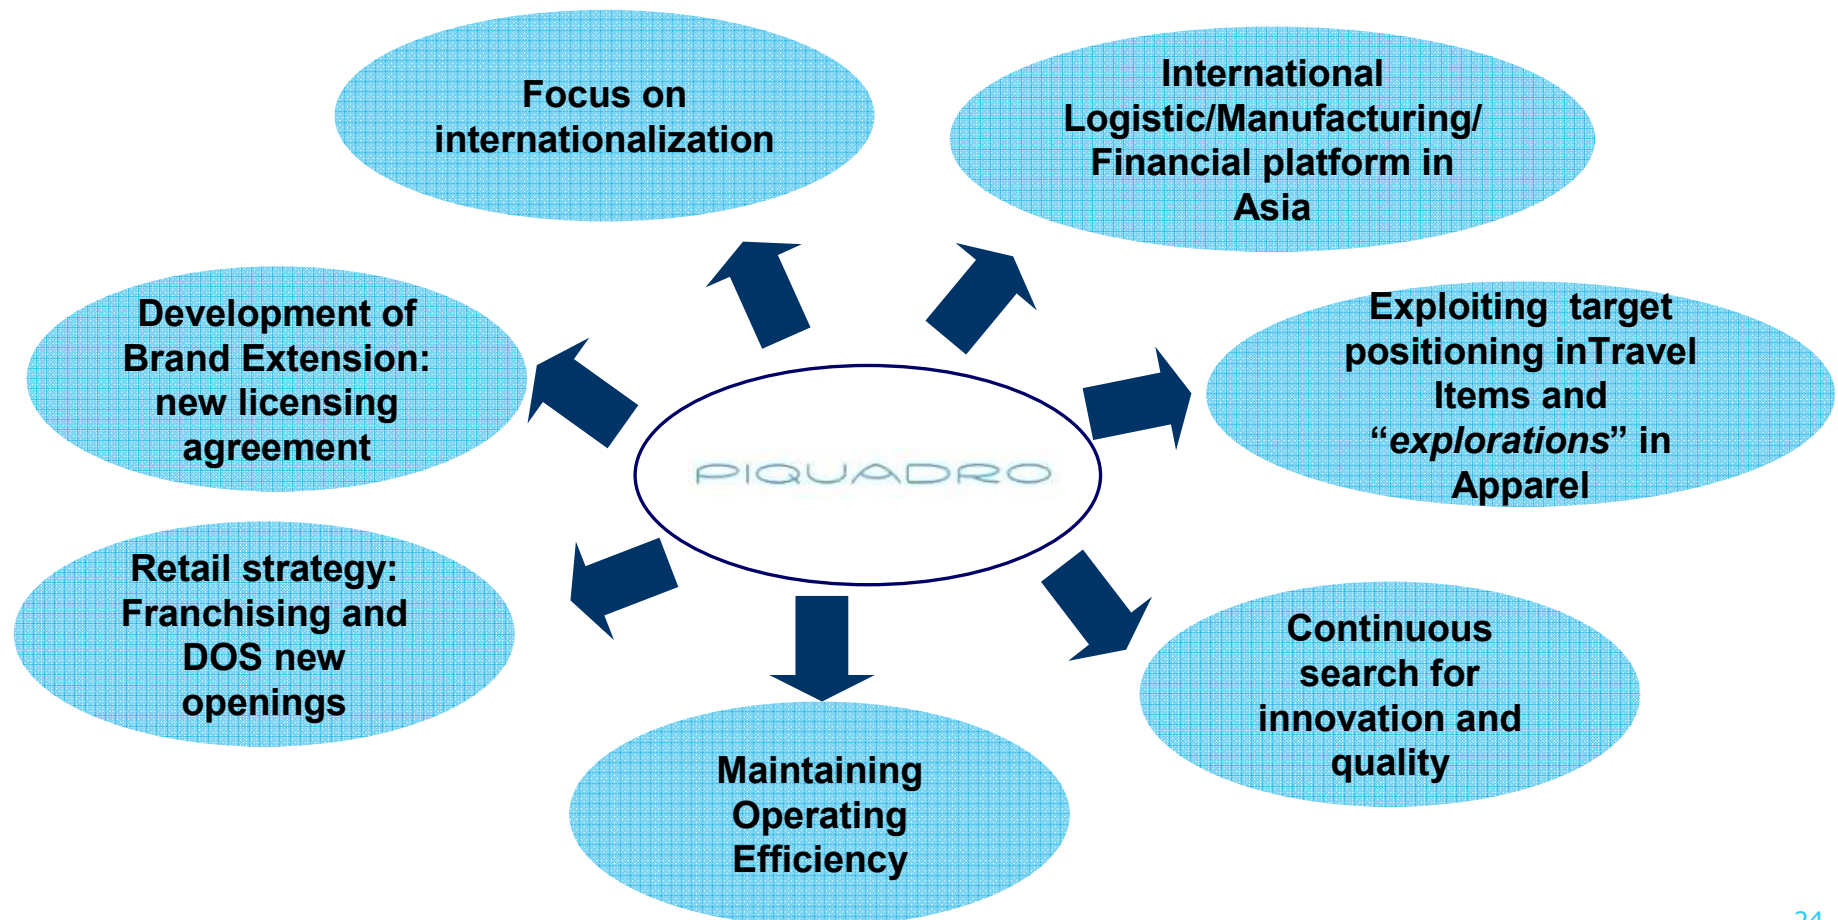 Focus on
internationalization
International
Logistic/Manufacturing/
Financial platform in
Asia
Development of
Brand Extension:
new licensing
agreement
Exploiting  target
positioning inTravel
Items and
“explorations” in
Apparel
PIQUADRO
Retail strategy:
Franchising and
DOS new
openings
Continuous
search for
innovation and
quality
Maintaining
Operating
Efficiency
24